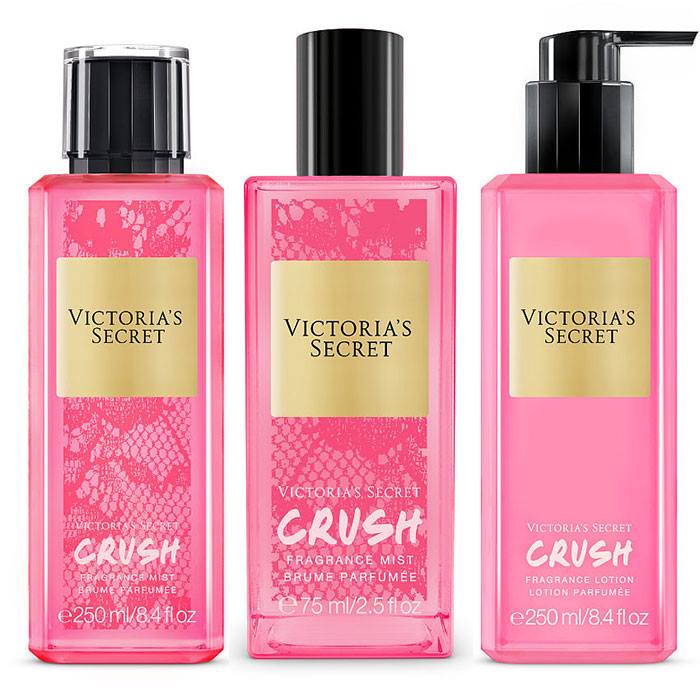 VICTORIA'S
SECRET
VICTORIA'S SECRET
CRUSH
FRAGRANCE MIST
BRUME PARFUMÉE
℮250 ml/8.4 fl oz
VICTORIA'S
SECRET
VICTORIA'S SECRET
CRUSH
FRAGRANCE MIST
BRUME PARFUMÉE
℮75 ml/2.5 fl oz
VICTORIA'S
SECRET
VICTORIA'S SECRET
CRUSH
FRAGRANCE LOTION
LOTION PARFUMÉE
℮250 ml/8.4 fl oz